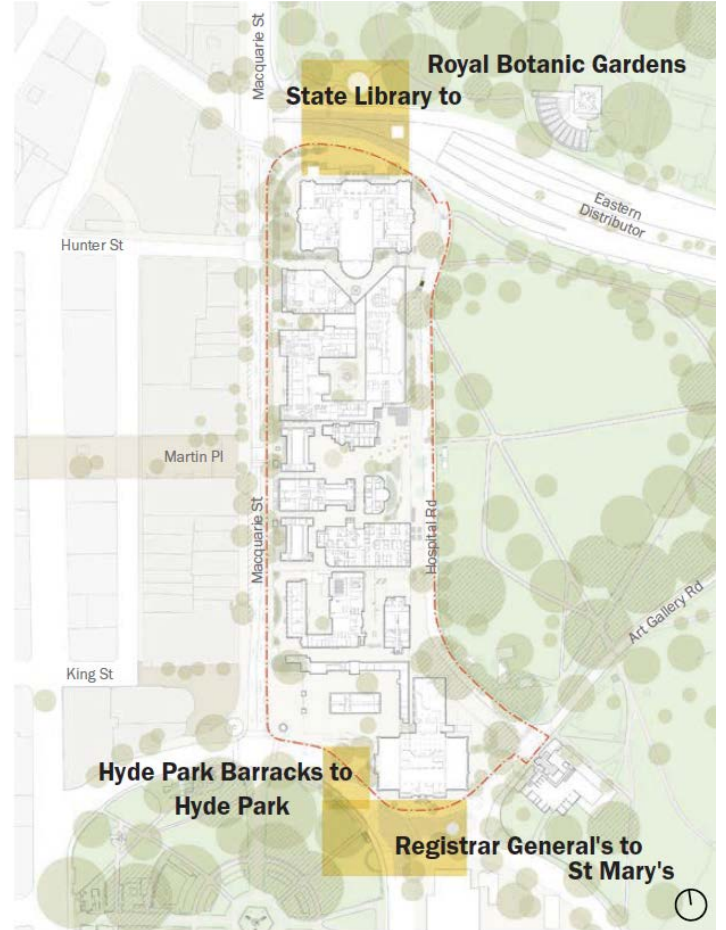 Macquarie St
Royal Botanic Gardens
State Library to
Eastern
Distributor
Hunter St
Martin Pl
Macquarie St
Hospital Rd
Art Gallery Rd
King St
Hyde Park Barracks to
Hyde Park
Registrar General's to
St Mary's